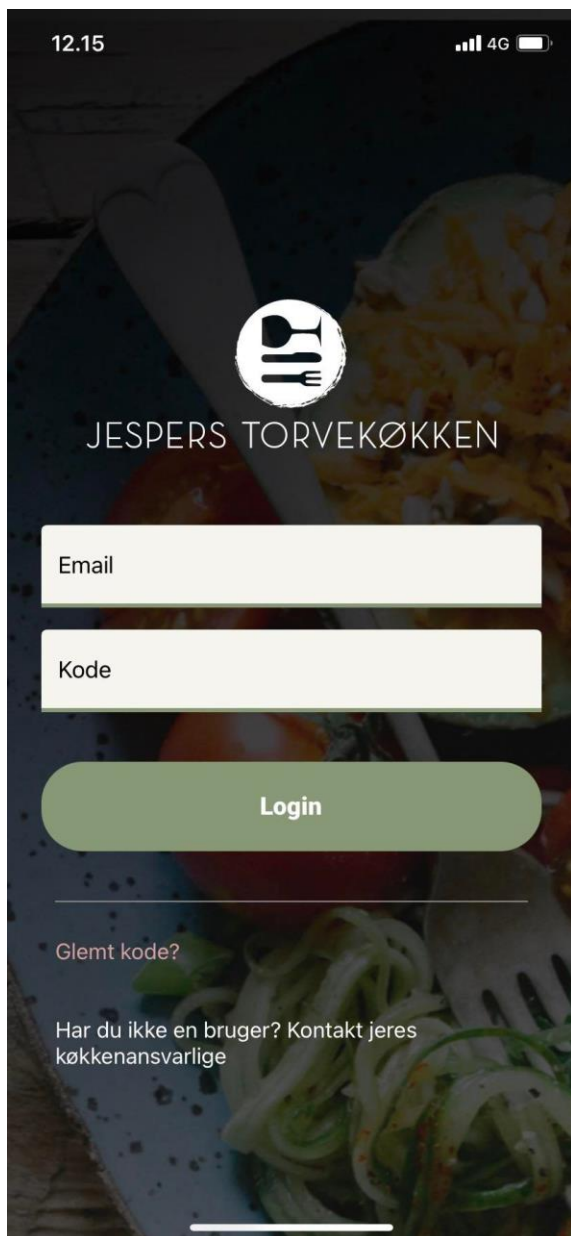 12.15
4G
JESPERS TORVEKØKKEN
Email
Kode
Login
Glemt kode?
Har du ikke en bruger? Kontakt jeres
køkkenansvarlige